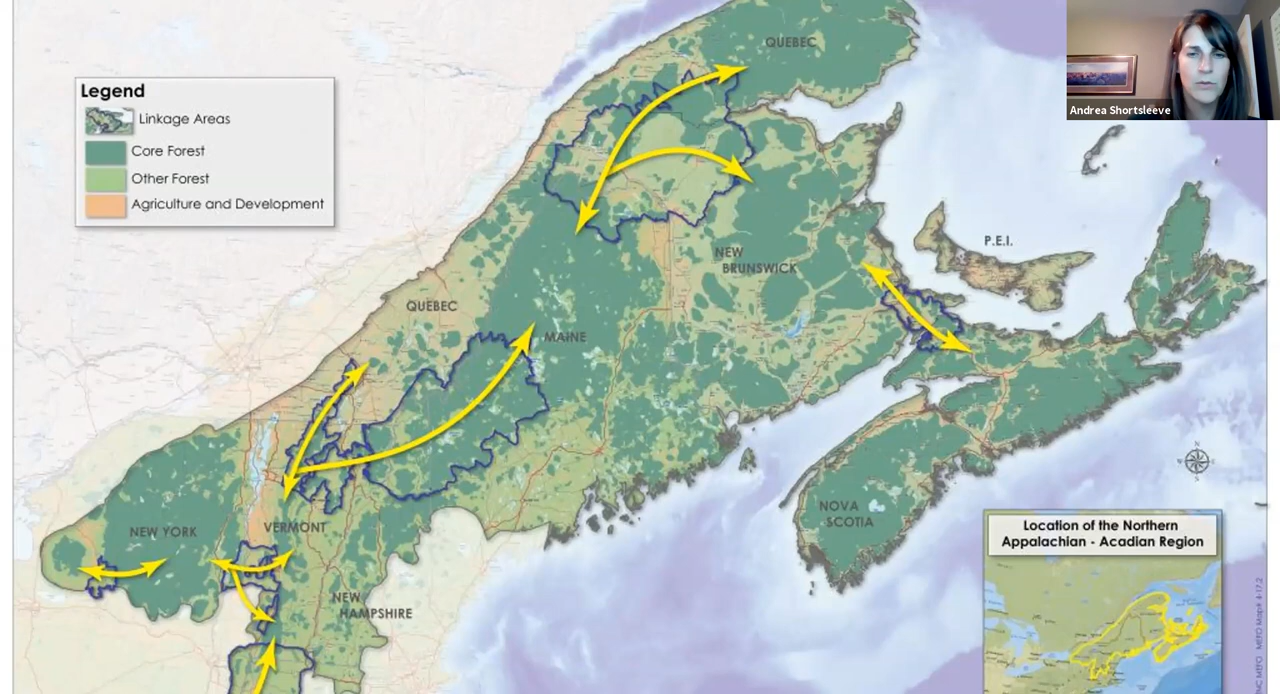 Andrea Shortsleeve
QUEBEC
Legend
Linkage Areas
Core Forest
Other Forest
Agriculture and Development
P.E.I.
NEW
BRUNSWICK
QUEBEC
MAINE
NOVA
SCOTIA
NEW YORK
VERMONT
NEW
HAMPSHIRE
Location of the Northern
Appalachian - Acadian Region